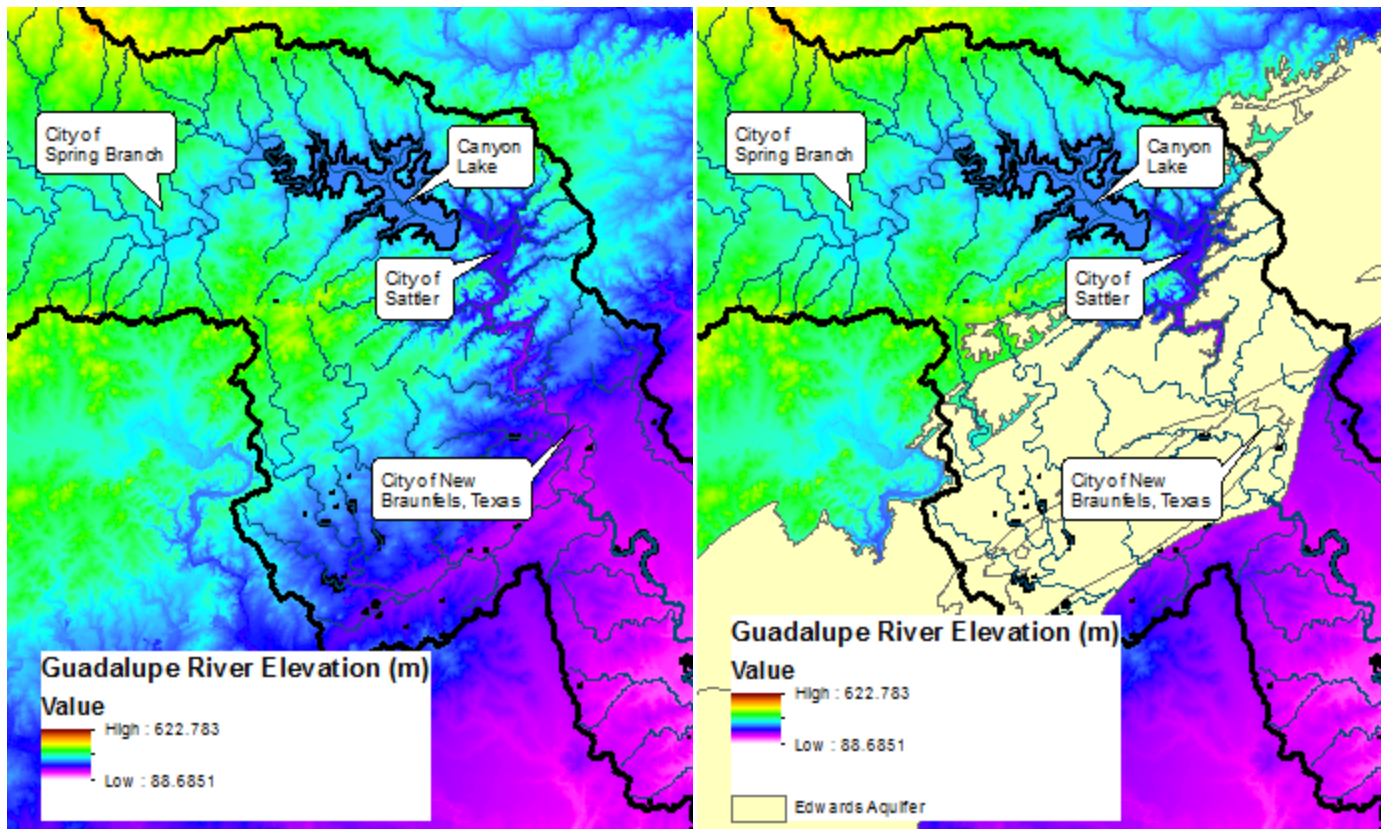 City of
Spring Branch
Canyon
Lake
City of
Sattler
City of New
Braunfels, Texas
Guadalupe River Elevation (m)
Value
High : 622.783
Low : 88.6851
City of
Spring Branch
Canyon
Lake
City of
Sattler
City of New
Braunfels, Texas
Guadalupe River Elevation (m)
Value
High : 622.783
Low : 88.6851
Edwards Aquifer